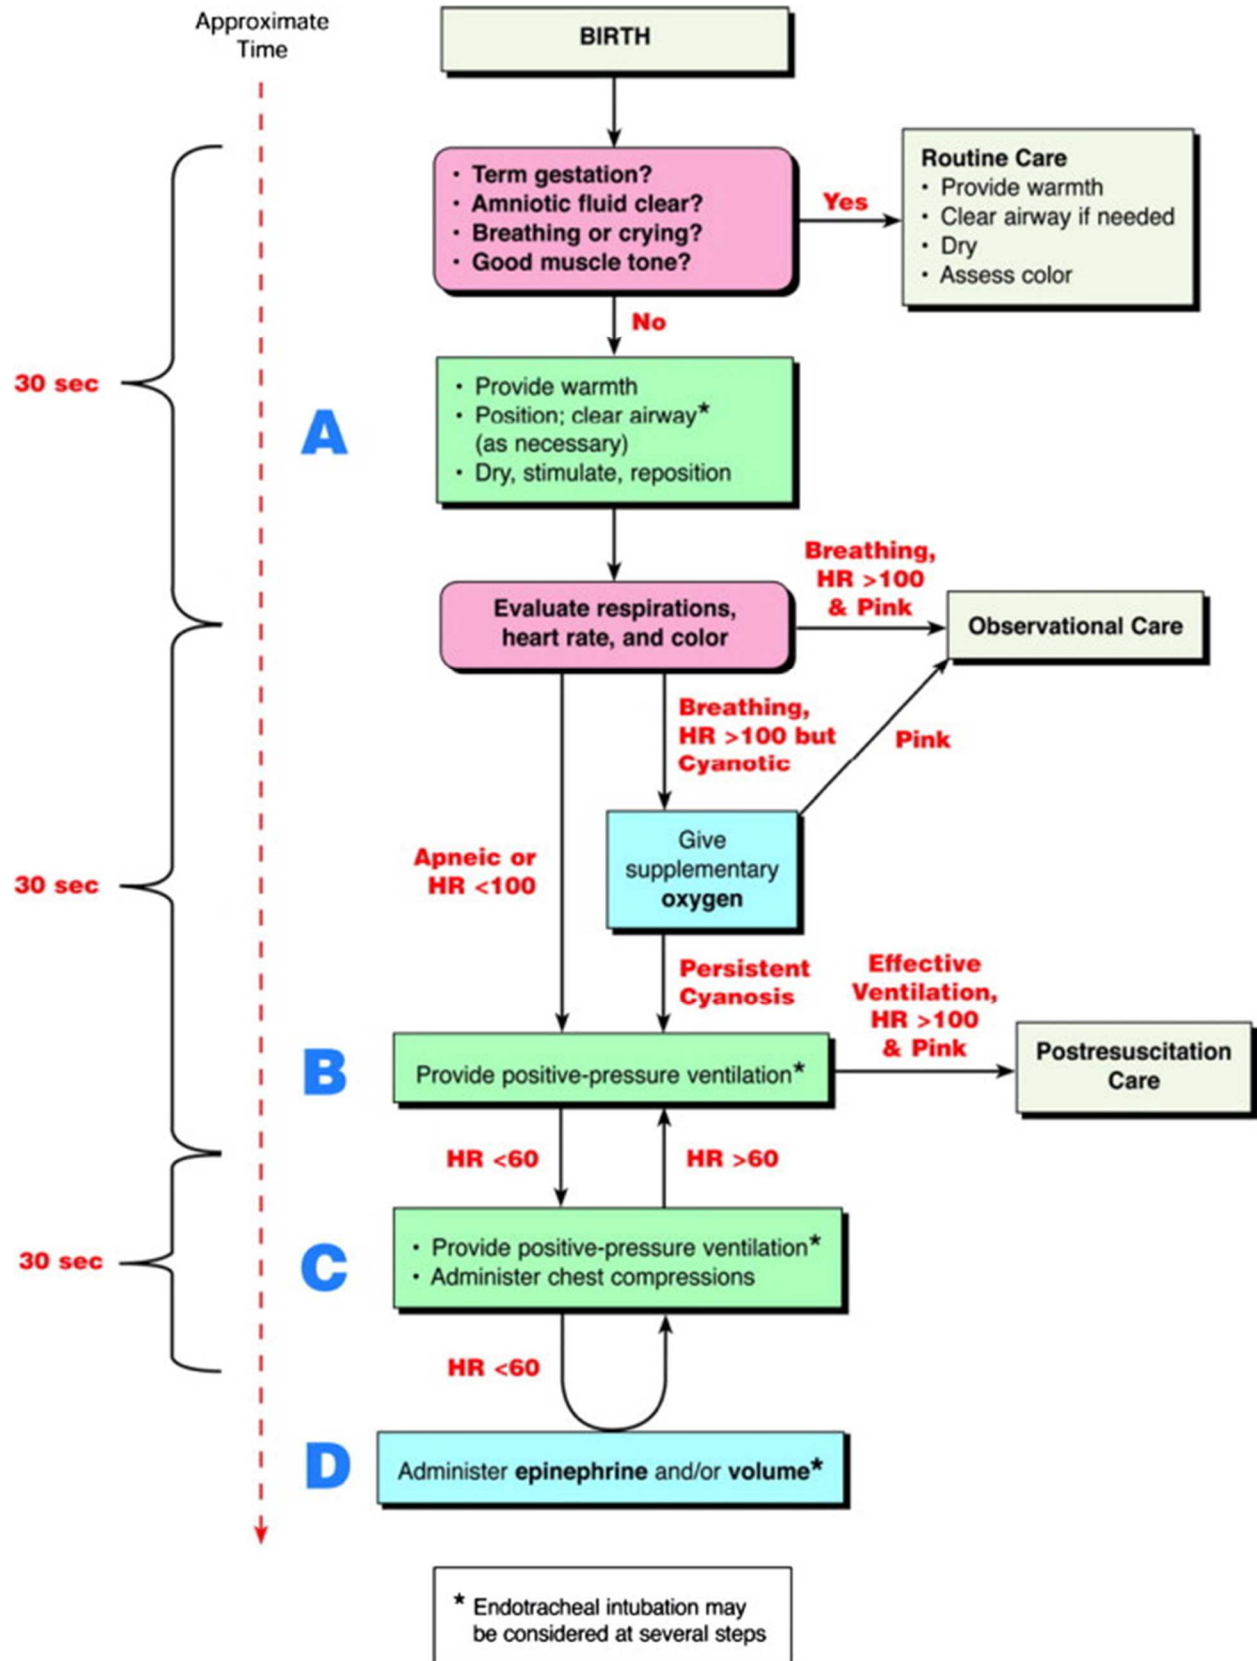 Approximate
Time
BIRTH
• Term gestation?
• Amniotic fluid clear?
• Breathing or crying?
• Good muscle tone?
Yes
Routine Care
• Provide warmth
• Clear airway if needed
• Dry
• Assess color
No
30 sec
A
• Provide warmth
• Position; clear airway*
(as necessary)
• Dry, stimulate, reposition
Evaluate respirations,
heart rate, and color
Breathing,
HR >100
& Pink
Observational Care
Breathing,
HR >100 but
Cyanotic
Pink
Give
supplementary
oxygen
Apneic or
HR <100
30 sec
Persistent
Cyanosis
B
Provide positive-pressure ventilation*
Effective
Ventilation,
HR >100
& Pink
Postresuscitation
Care
HR <60
HR >60
30 sec
C
• Provide positive-pressure ventilation*
• Administer chest compressions
HR <60
D
Administer epinephrine and/or volume*
* Endotracheal intubation may
be considered at several steps